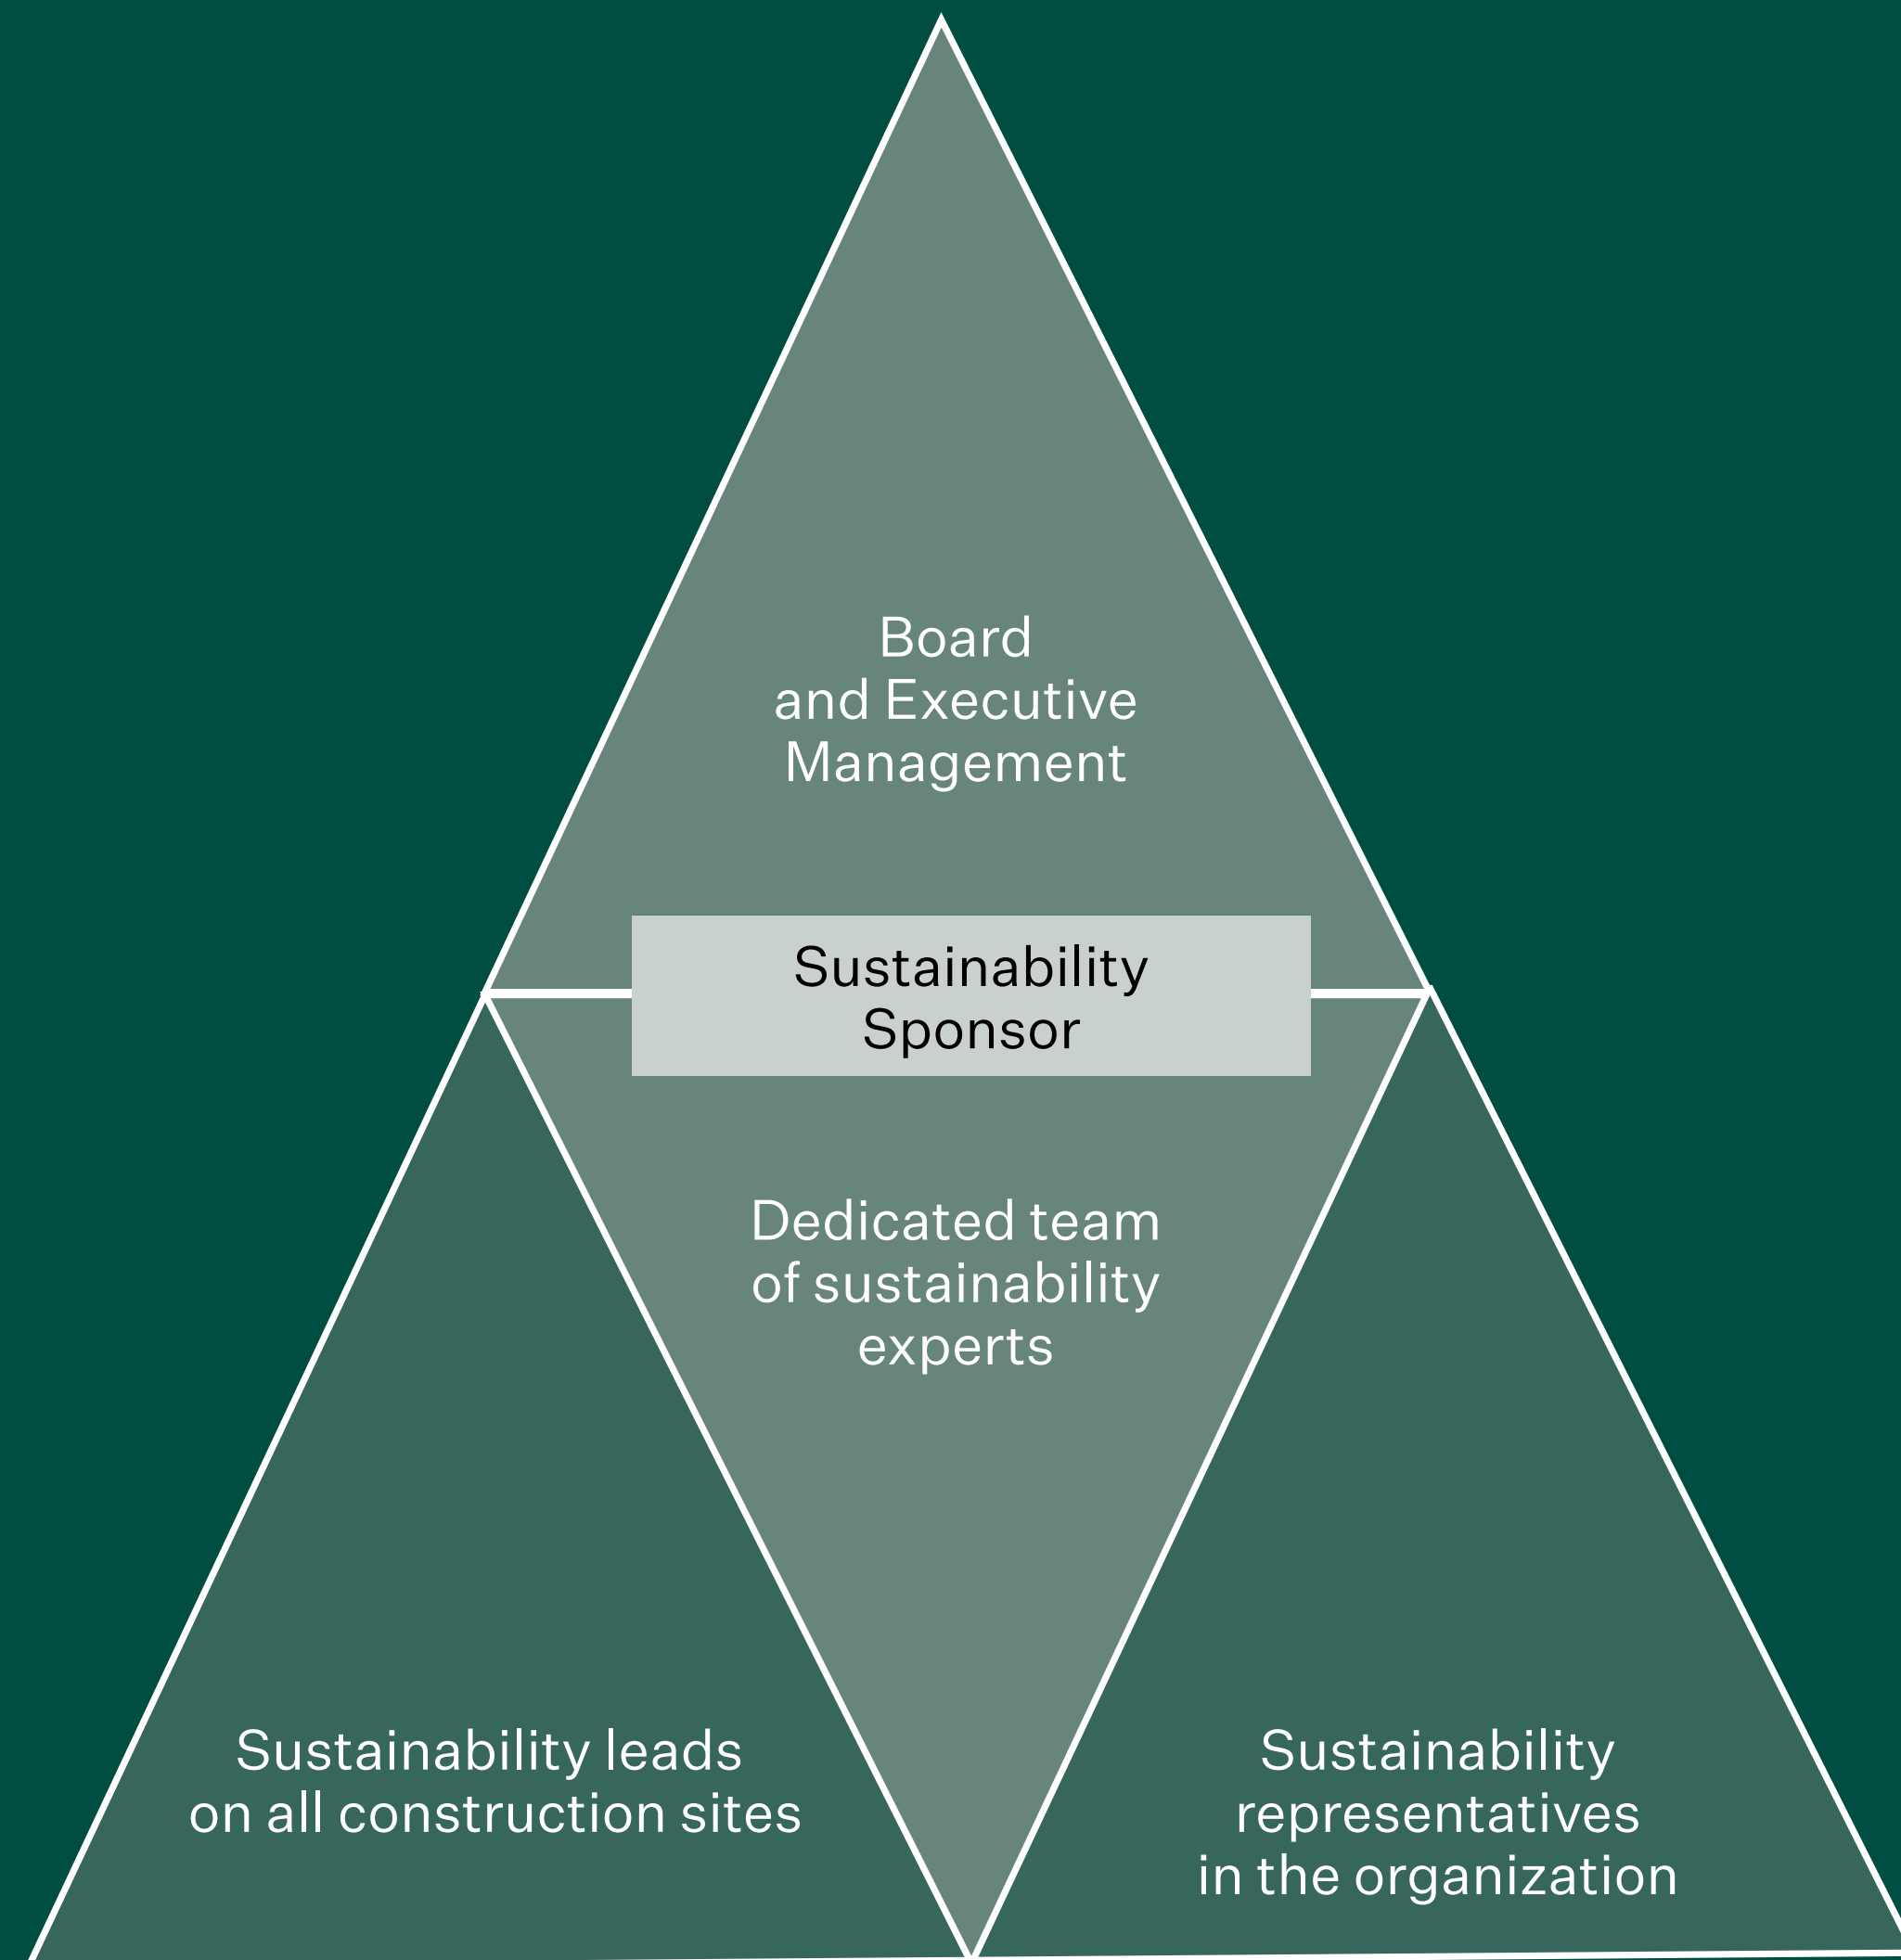 Board
and Executive
Management
Sustainability
Sponsor
Dedicated team
of sustainability
experts
Sustainability leads
on all construction sites
Sustainability
representatives
in the organization